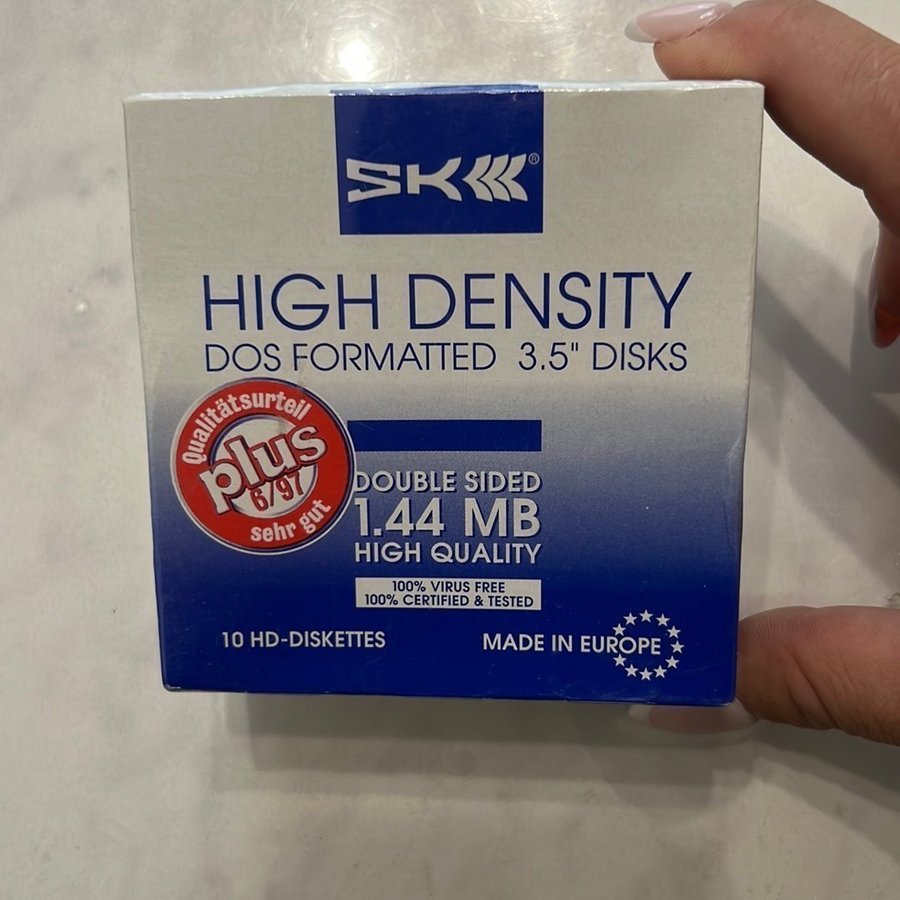 SK®
HIGH DENSITY
DOS FORMATTED 3.5" DISKS
Qualitätsurteil
plus
6/97
sehr gut
DOUBLE SIDED
1.44 MB
HIGH QUALITY
100% VIRUS FREE
100% CERTIFIED & TESTED
10 HD-DISKETTES
MADE IN EUROPE